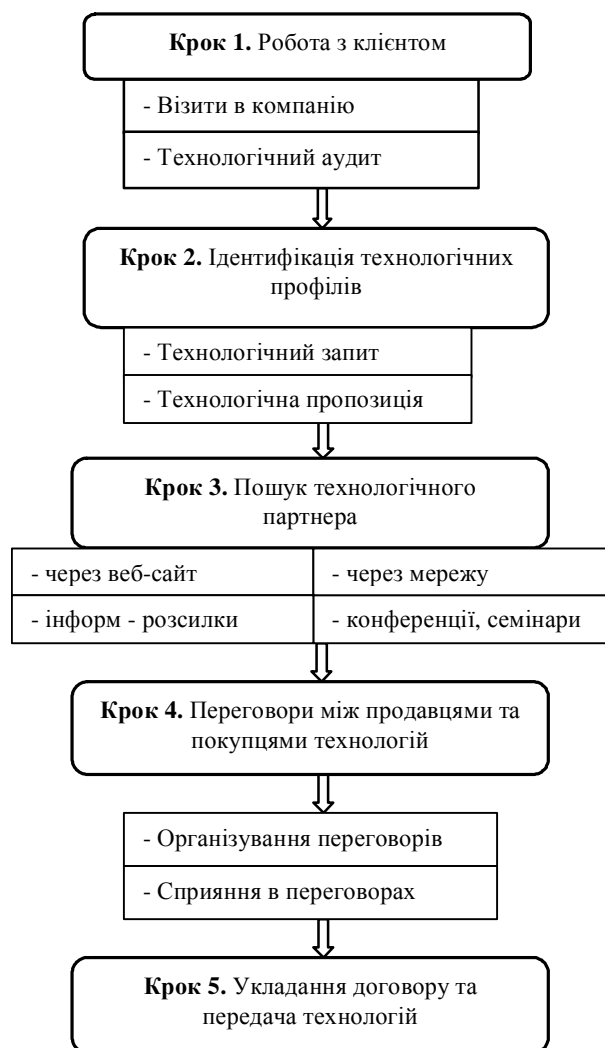 Крок 1. Робота з клієнтом
- Візити в компанію
- Технологічний аудит
Крок 2. Ідентифікація технологічних
профілів
- Технологічний запит
- Технологічна пропозиція
Крок 3. Пошук технологічного
партнера
- через веб-сайт
- через мережу
- інформ - розсилки
- конференції, семінари
Крок 4. Переговори між продавцями та
покупцями технологій
- Організування переговорів
- Сприяння в переговорах
Крок 5. Укладання договору та
передача технологій